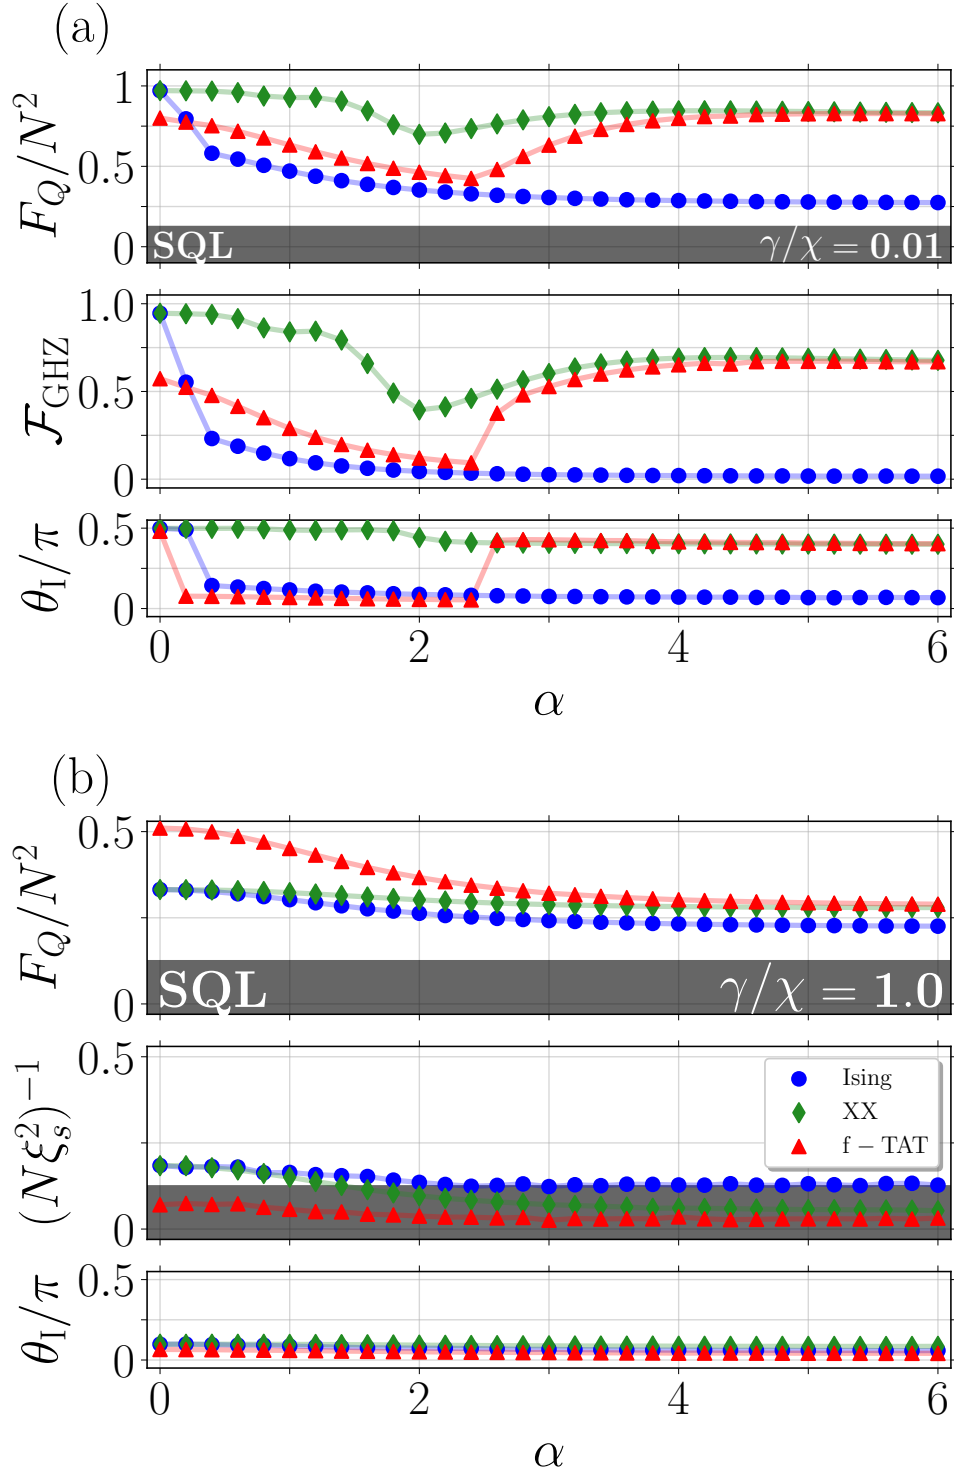 (a)
F_Q/N^2
1
0.5
0
SQL
γ/χ = 0.01
F_GHZ
1.0
0.5
0
θ_I/π
0.5
0
0 2 4 6
α
(b)
F_Q/N^2
0.5
0
SQL
γ/χ = 1.0
(Nξ_s^2)^{-1}
0.5
0
Ising
XX
f − TAT
θ_I/π
0.5
0
0 2 4 6
α